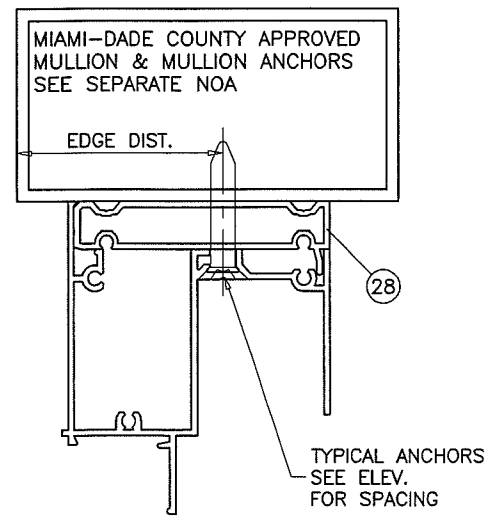 MIAMI-DADE COUNTY APPROVED
MULLION & MULLION ANCHORS
SEE SEPARATE NOA
EDGE DIST.
28
TYPICAL ANCHORS
SEE ELEV.
FOR SPACING